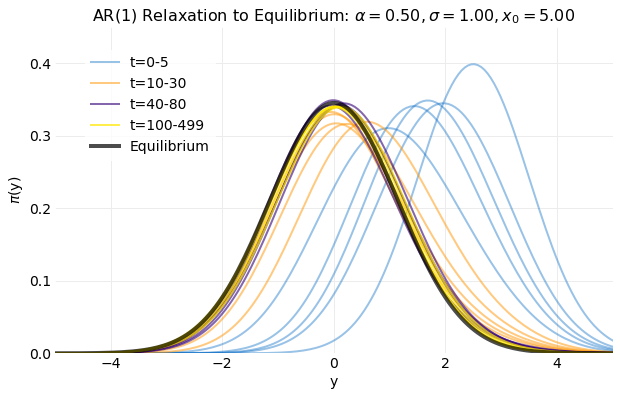 AR(1) Relaxation to Equilibrium: α = 0.50, σ = 1.00, x₀ = 5.00
0.4
0.3
0.2
0.1
0.0
π(y)
t=0-5
t=10-30
t=40-80
t=100-499
Equilibrium
−4
−2
0
2
4
y